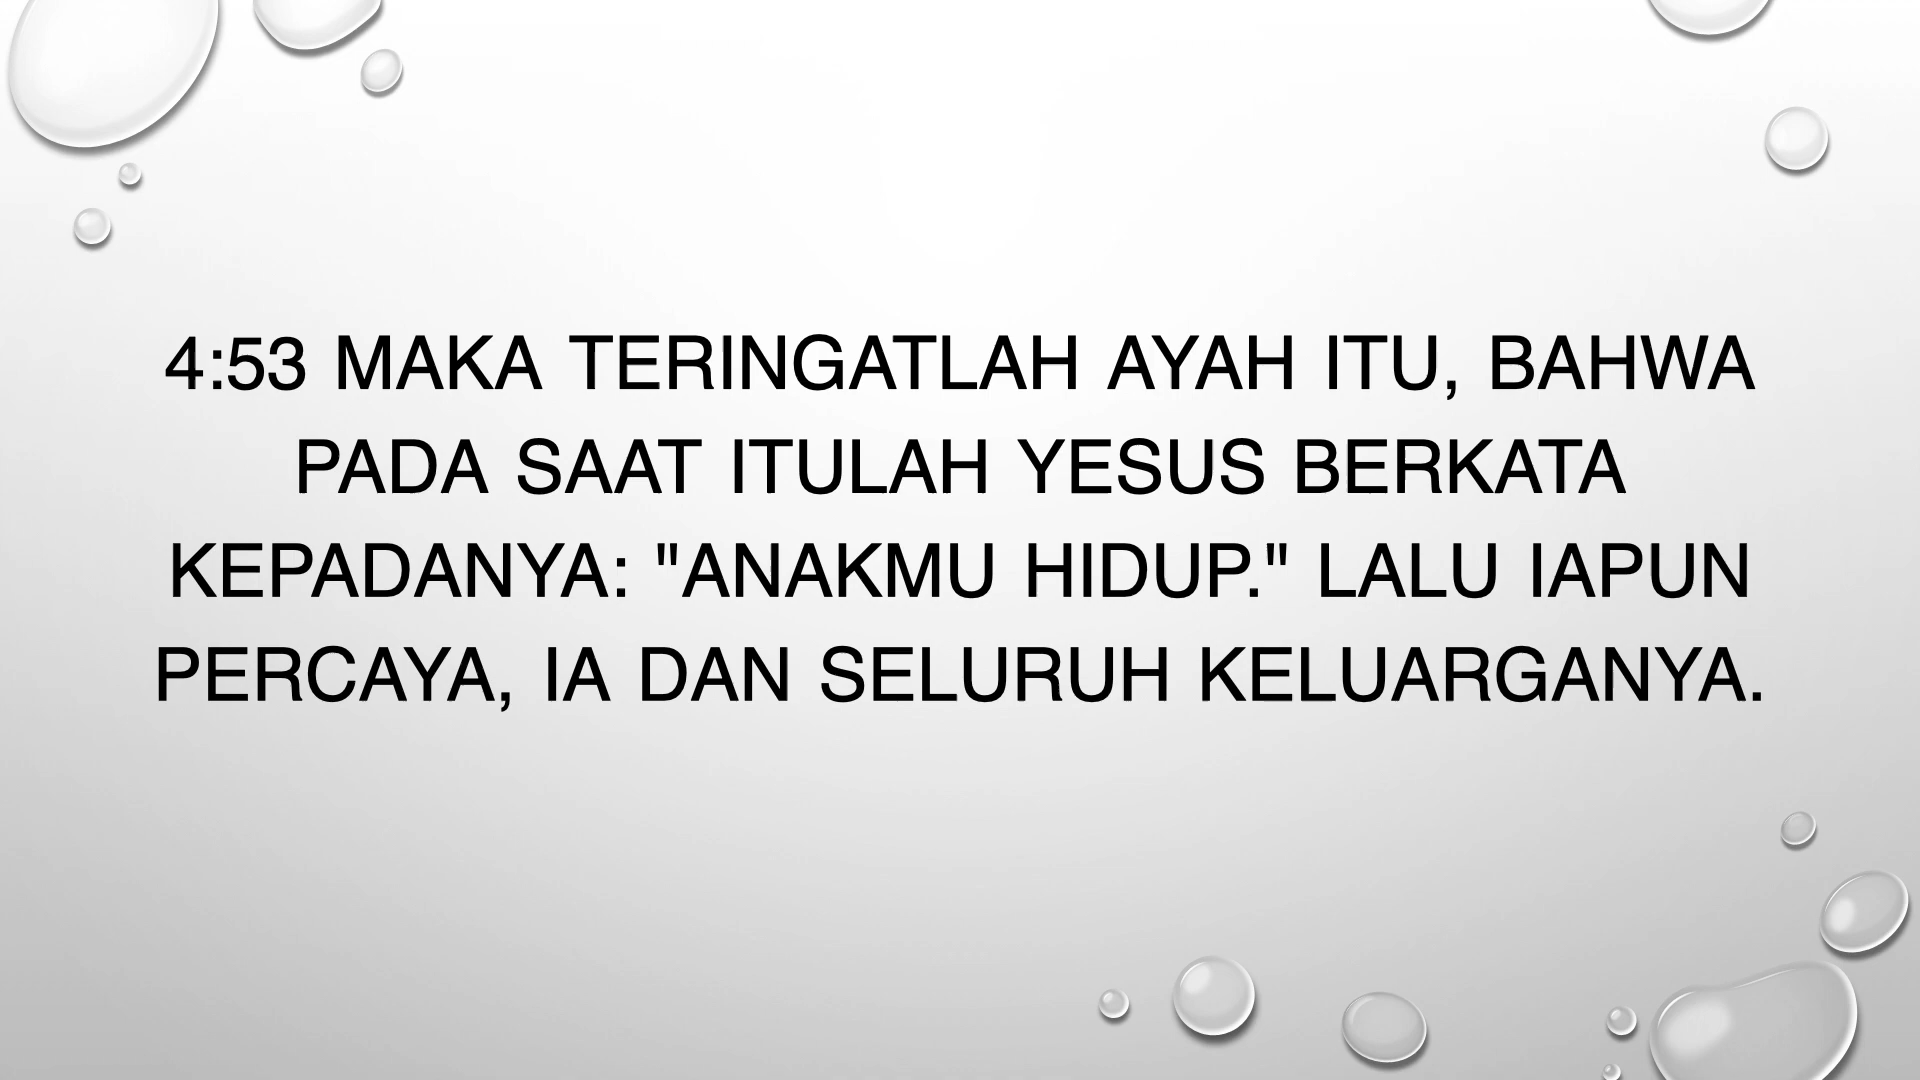 4:53 MAKA TERINGATLAH AYAH ITU, BAHWA
PADA SAAT ITULAH YESUS BERKATA
KEPADANYA: "ANAKMU HIDUP." LALU IAPUN
PERCAYA, IA DAN SELURUH KELUARGANYA.